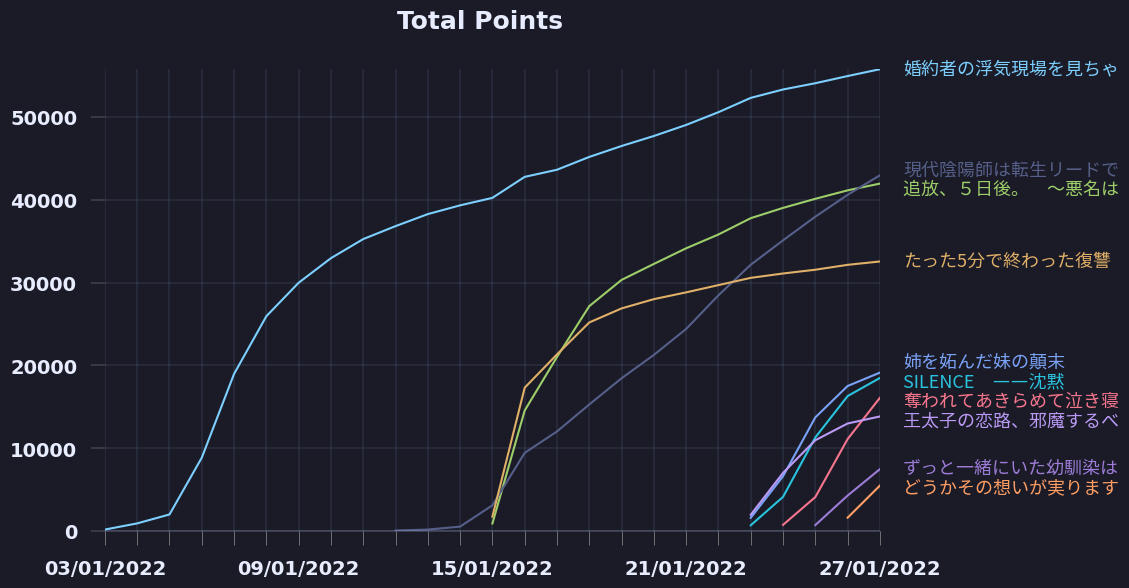 Total Points
50000
40000
30000
20000
10000
0
03/01/2022
09/01/2022
15/01/2022
21/01/2022
27/01/2022
婚約者の浮気現場を見ちゃ
現代陰陽師は転生リードで
追放、５日後。　～悪名は
たった5分で終わった復讐
姉を妬んだ妹の顛末
SILENCE　——沈黙
奪われてあきらめて泣き寝
王太子の恋路、邪魔するべ
ずっと一緒にいた幼馴染は
どうかその想いが実ります